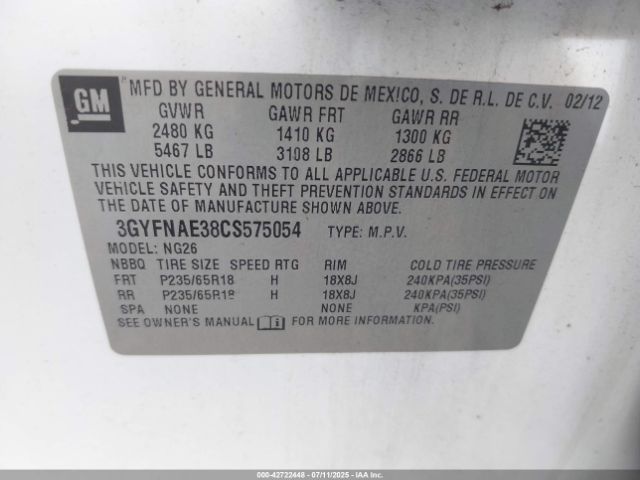 GM
MFD BY GENERAL MOTORS DE MEXICO, S. DE R.L. DE C.V. 02/12
GVWR GAWR FRT GAWR RR
2480 KG 1410 KG 1300 KG
5467 LB 3108 LB 2866 LB
THIS VEHICLE CONFORMS TO ALL APPLICABLE U.S. FEDERAL MOTOR
VEHICLE SAFETY AND THEFT PREVENTION STANDARDS IN EFFECT ON
THE DATE OF MANUFACTURE SHOWN ABOVE.
3GYFNAE38CS575054 TYPE: M.P.V.
MODEL: NG26
NBBQ TIRE SIZE SPEED RTG RIM COLD TIRE PRESSURE
FRT P235/65R18 H 18X8J 240KPA(35PSI)
RR P235/65R18 H 18X8J 240KPA(35PSI)
SPA NONE NONE KPA(PSI)
SEE OWNER'S MANUAL i FOR MORE INFORMATION.
000-42722448 - 07/11/2025 - IAAI.com